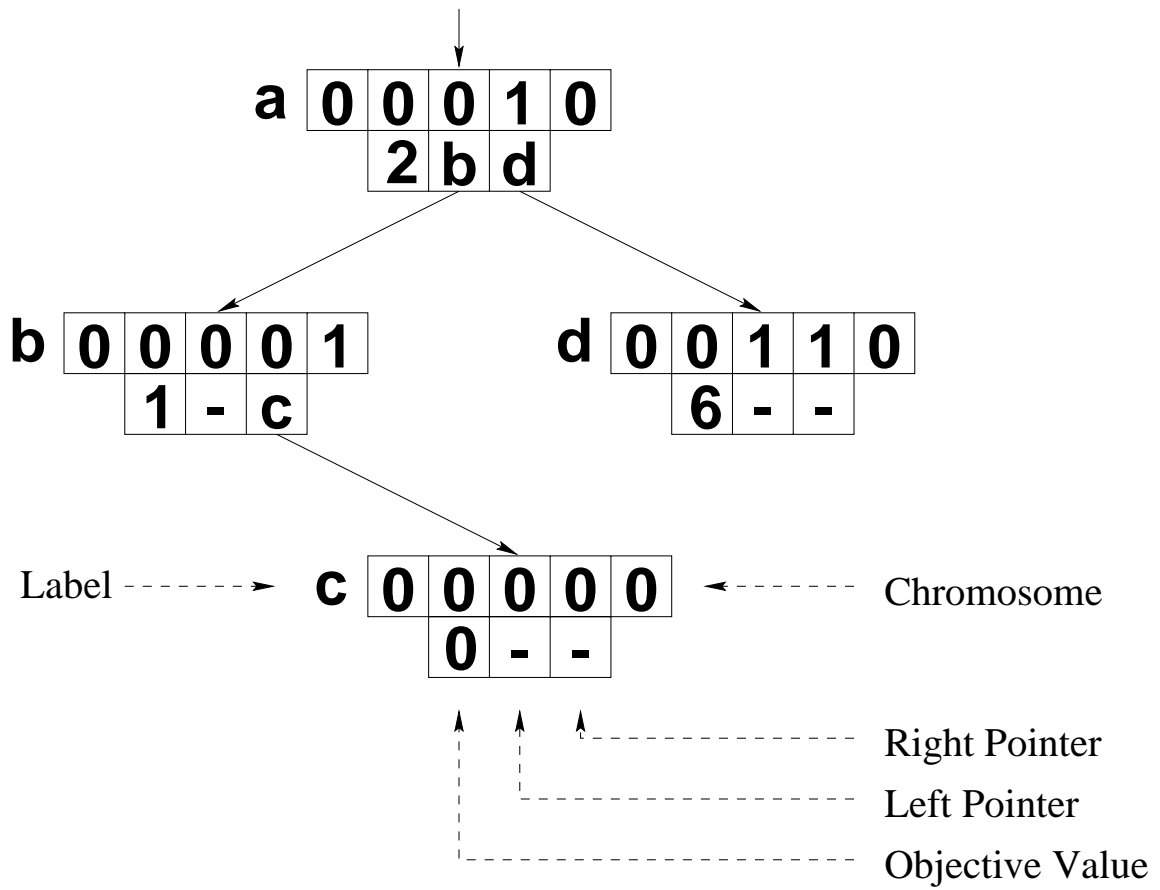 a 0 0 0 1 0
2 b d
b 0 0 0 0 1
1 - c
d 0 0 1 1 0
6 - -
Label
c 0 0 0 0 0
0 - -
Chromosome
Right Pointer
Left Pointer
Objective Value